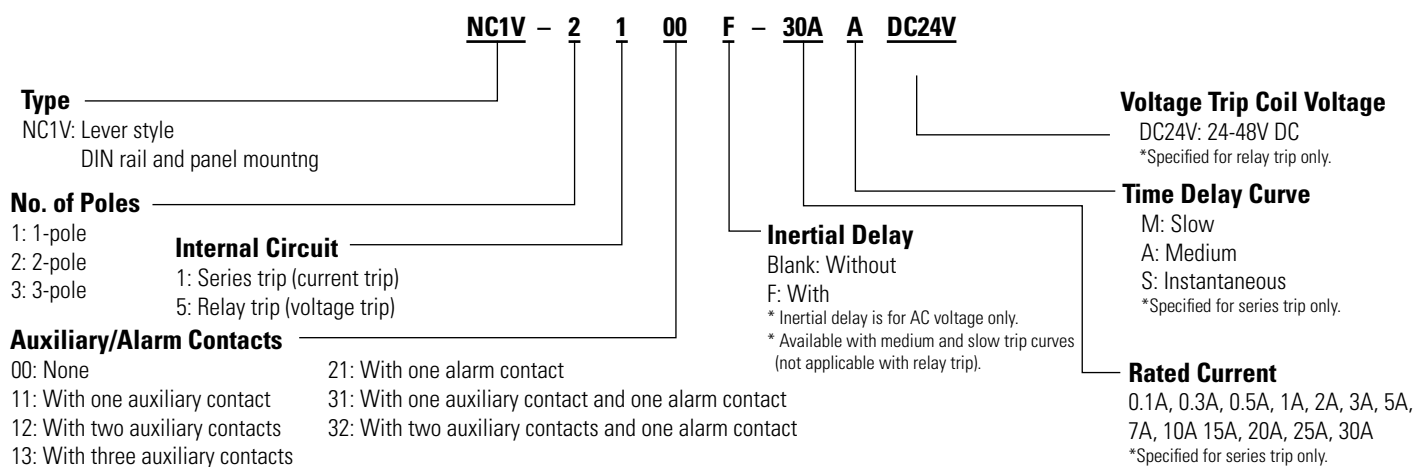 NC1V – 2 1 00 F – 30A A DC24V
Type
NC1V: Lever style
DIN rail and panel mountng
No. of Poles
1: 1-pole
2: 2-pole
3: 3-pole
Internal Circuit
1: Series trip (current trip)
5: Relay trip (voltage trip)
Auxiliary/Alarm Contacts
00: None
11: With one auxiliary contact
12: With two auxiliary contacts
13: With three auxiliary contacts
21: With one alarm contact
31: With one auxiliary contact and one alarm contact
32: With two auxiliary contacts and one alarm contact
Inertial Delay
Blank: Without
F: With
* Inertial delay is for AC voltage only.
* Available with medium and slow trip curves
(not applicable with relay trip).
Voltage Trip Coil Voltage
DC24V: 24-48V DC
*Specified for relay trip only.
Time Delay Curve
M: Slow
A: Medium
S: Instantaneous
*Specified for series trip only.
Rated Current
0.1A, 0.3A, 0.5A, 1A, 2A, 3A, 5A,
7A, 10A 15A, 20A, 25A, 30A
*Specified for series trip only.